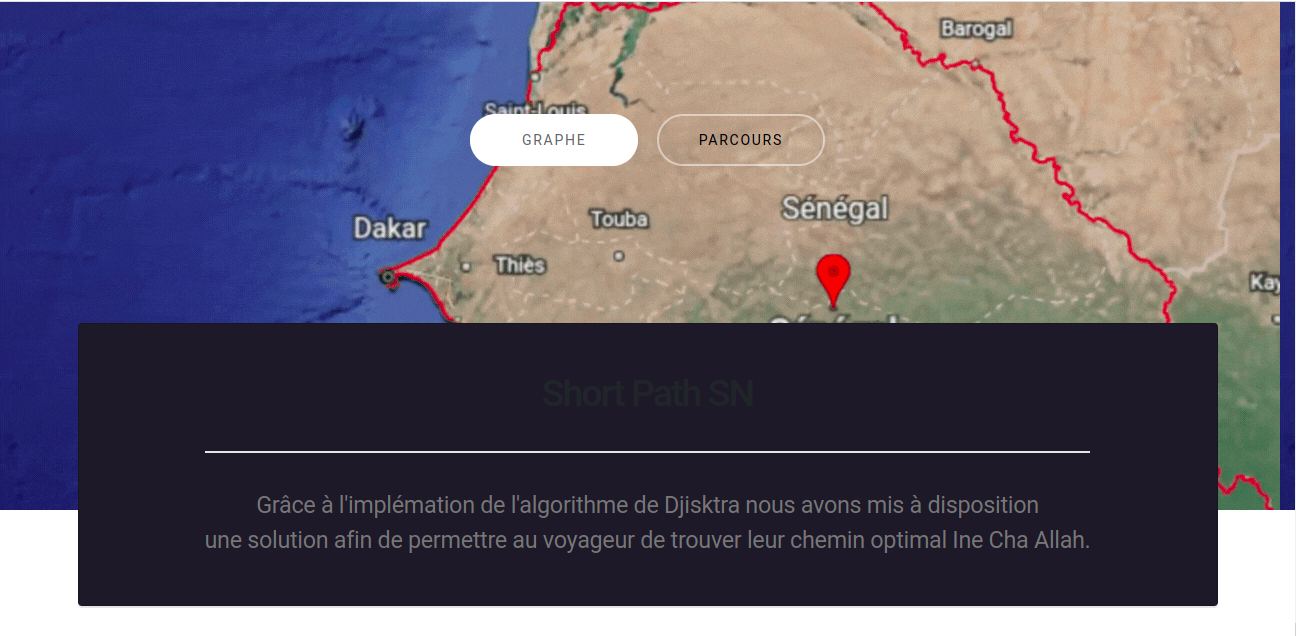 Barogal
Saint-Louis
GRAPHE
PARCOURS
Sénégal
Dakar
Touba
Thiès
Short Path SN
Grâce à l'implémation de l'algorithme de Djisktra nous avons mis à disposition
une solution afin de permettre au voyageur de trouver leur chemin optimal Ine Cha Allah.